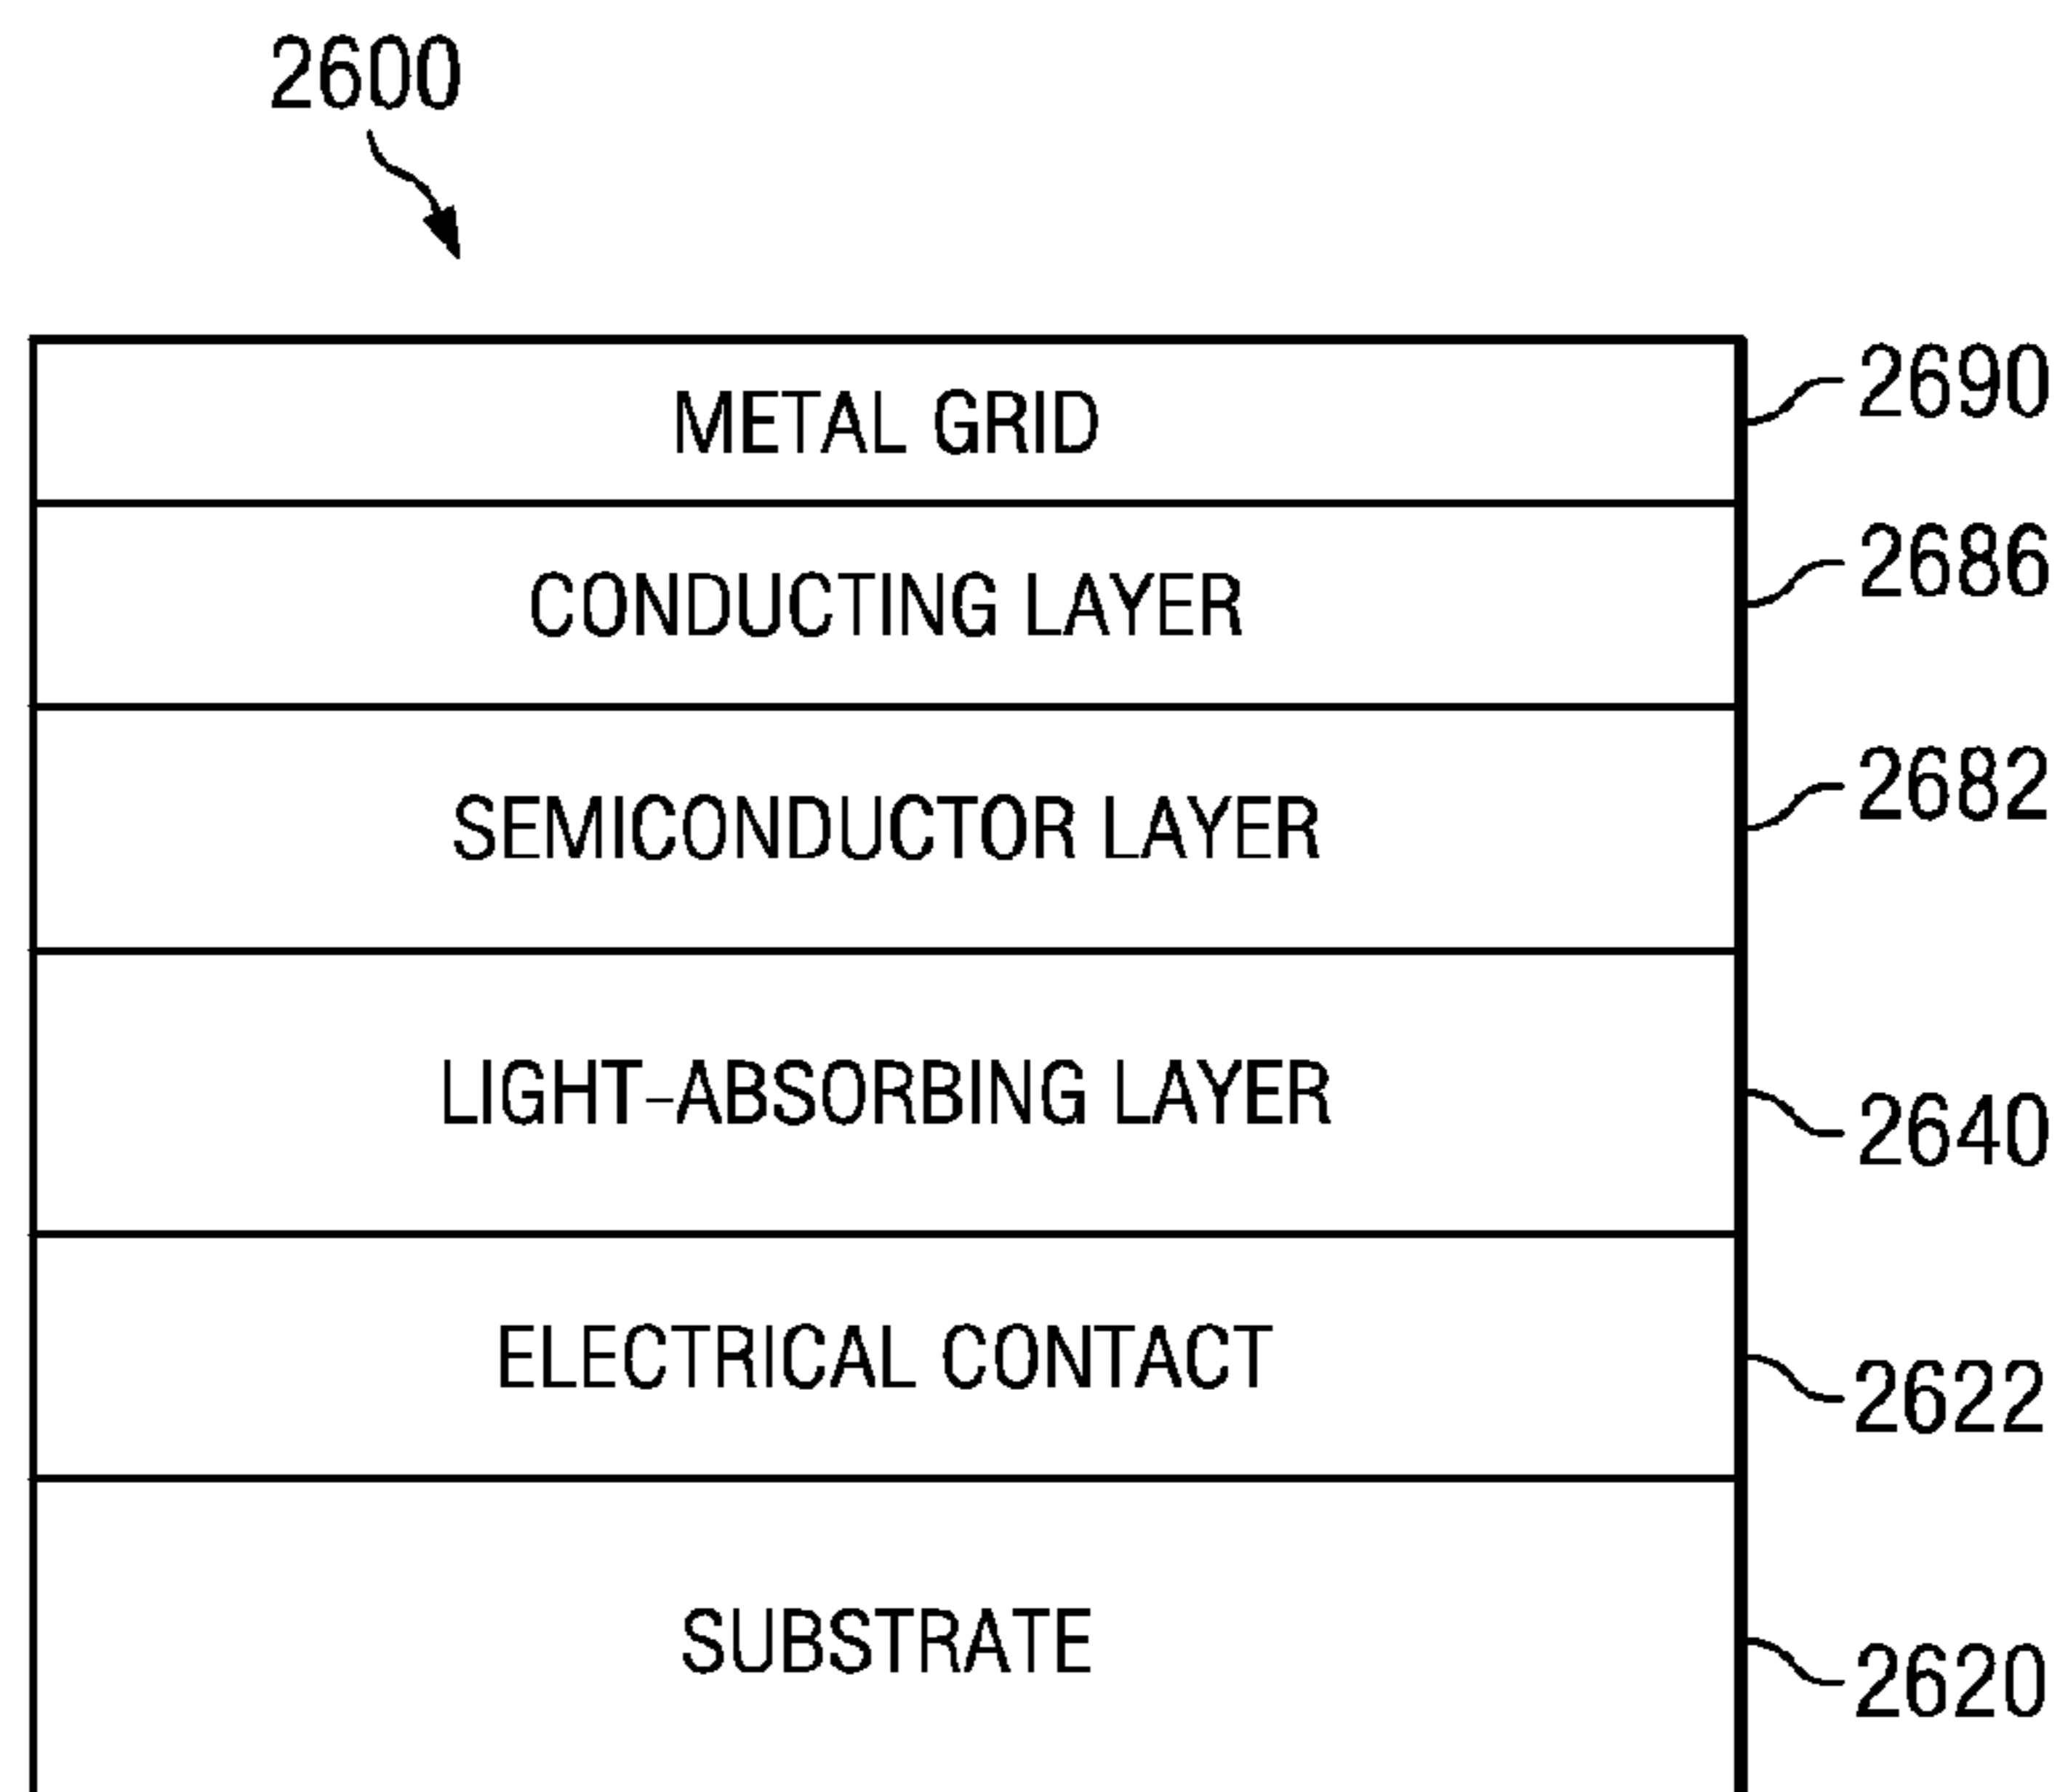 2600
METAL GRID
2690
CONDUCTING LAYER
2686
SEMICONDUCTOR LAYER
2682
LIGHT-ABSORBING LAYER
2640
ELECTRICAL CONTACT
2622
SUBSTRATE
2620